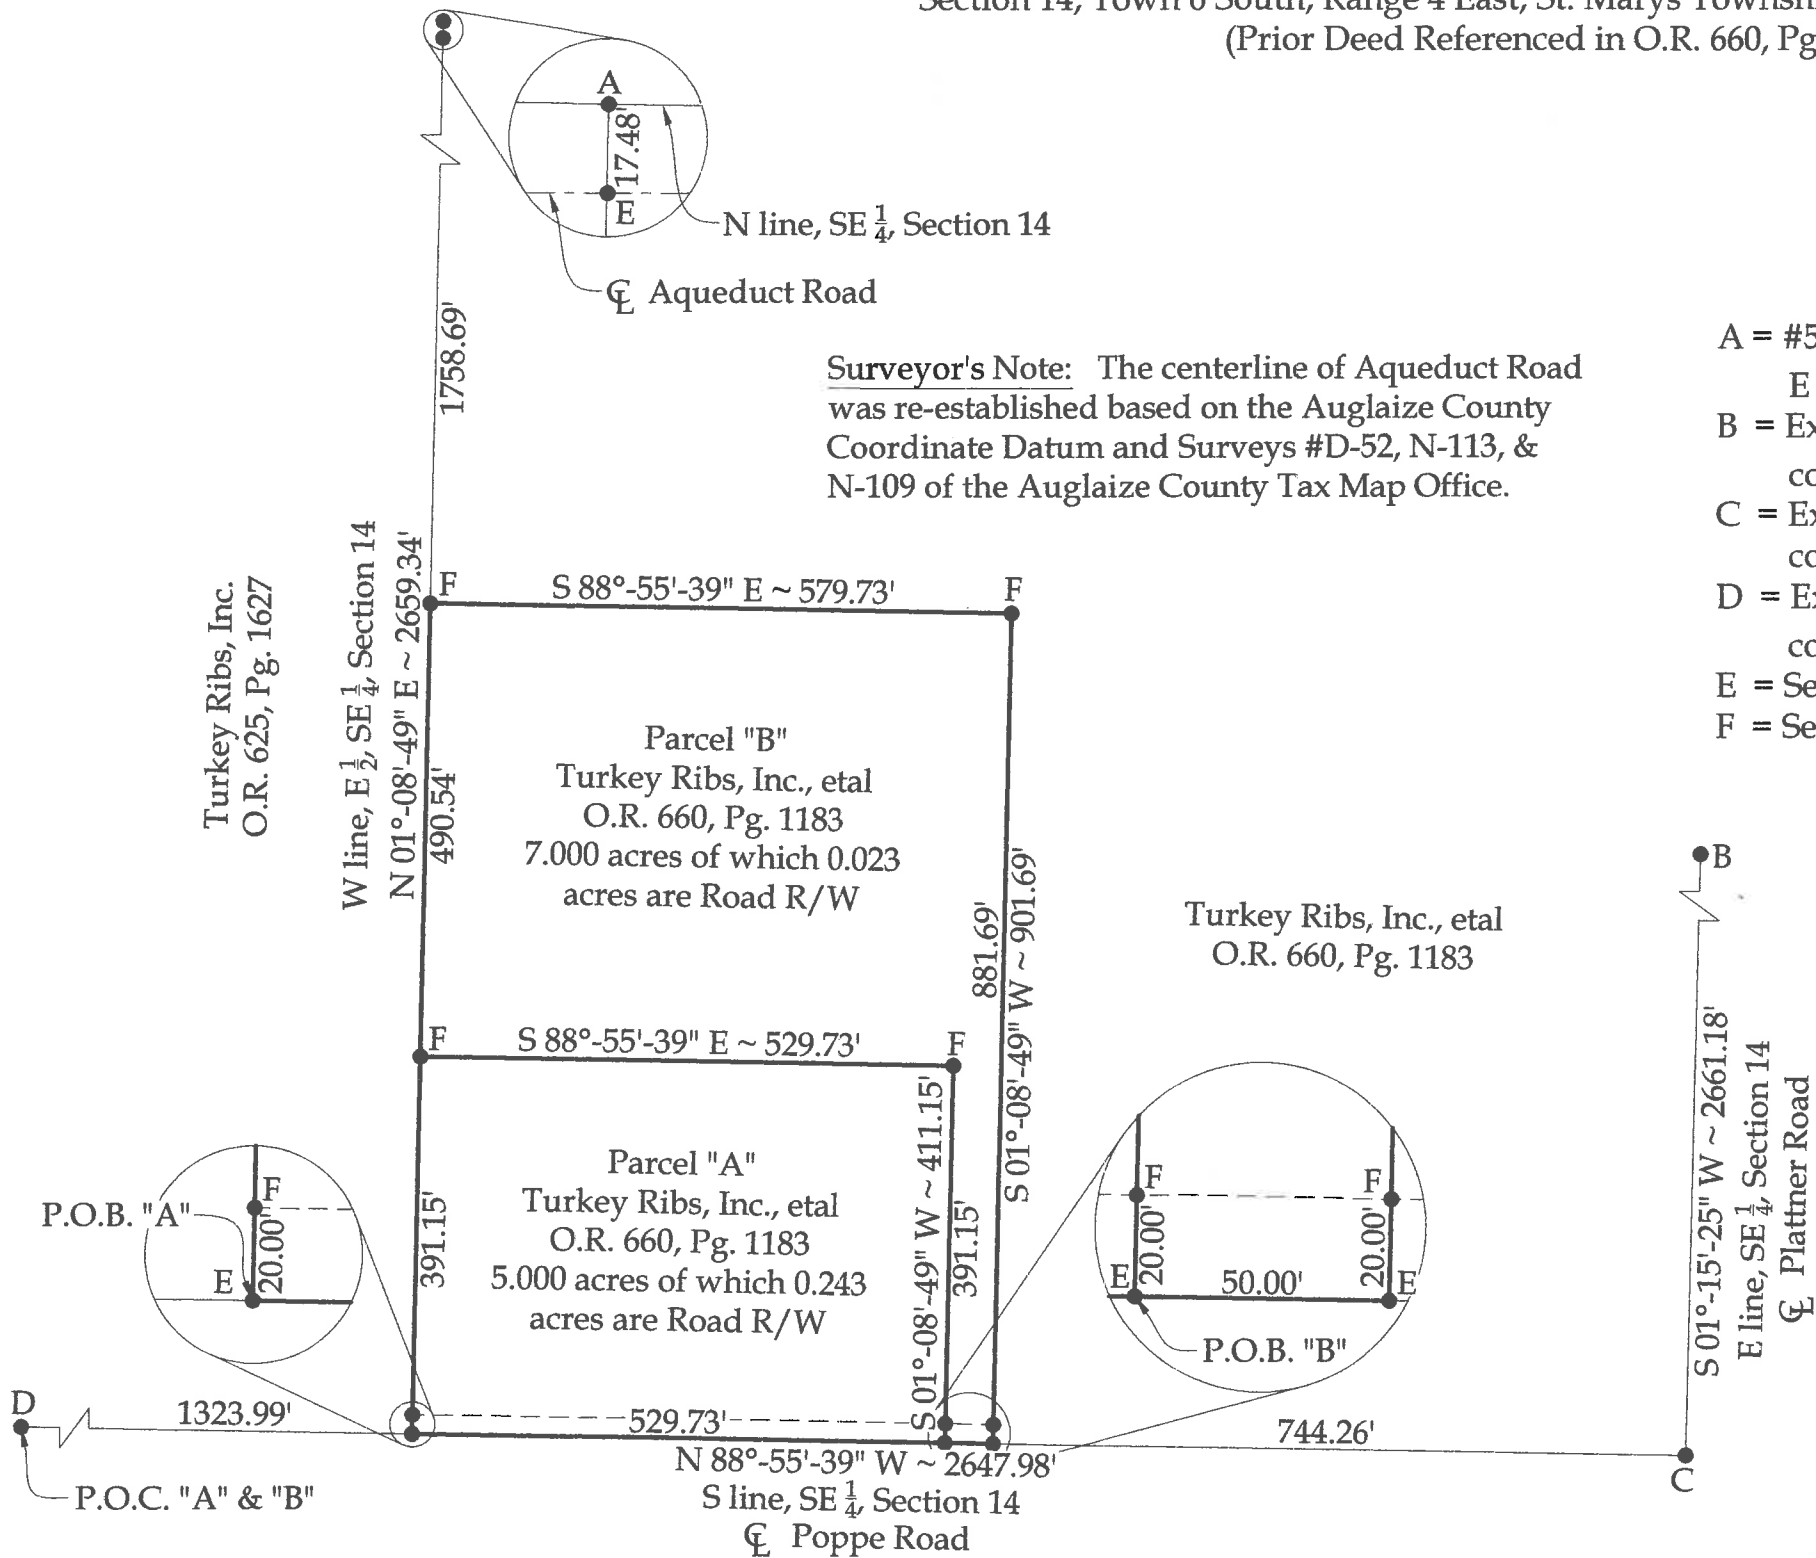 Section 14, Town 6 South, Range 4 East, St. Marys
(Prior Deed Referenced in O.R. 660, Pg
A
17.48'
E
N line, SE 1/4, Section 14
℄ Aqueduct Road
1758.69'
Surveyor's Note: The centerline of Aqueduct Road
was re-established based on the Auglaize County
Coordinate Datum and Surveys #D-52, N-113, &
N-109 of the Auglaize County Tax Map Office.
A = #5
E
B = Ex
co
C = Ex
co
D = Ex
co
E = Se
F = Se
Turkey Ribs, Inc.
O.R. 625, Pg. 1627
W line, E 1/2, SE 1/4, Section 14
N 01°-08'-49" E ~ 2659.34'
490.54'
F
S 88°-55'-39" E ~ 579.73'
F
Parcel "B"
Turkey Ribs, Inc., etal
O.R. 660, Pg. 1183
7.000 acres of which 0.023
acres are Road R/W
881.69'
S 01°-08'-49" W ~ 901.69'
Turkey Ribs, Inc., etal
O.R. 660, Pg. 1183
B
S 01°-15'-25" W ~ 2661.18'
E line, SE 1/4, Section 14
℄ Plattner Road
F
S 88°-55'-39" E ~ 529.73'
F
391.15'
Parcel "A"
Turkey Ribs, Inc., etal
O.R. 660, Pg. 1183
5.000 acres of which 0.243
acres are Road R/W
S 01°-08'-49" W ~ 411.15'
391.15'
P.O.B. "A"
F
20.00'
E
F
F
20.00'
20.00'
E
50.00'
E
P.O.B. "B"
D
1323.99'
529.73'
744.26'
C
N 88°-55'-39" W ~ 2647.98'
S line, SE 1/4, Section 14
℄ Poppe Road
P.O.C. "A" & "B"